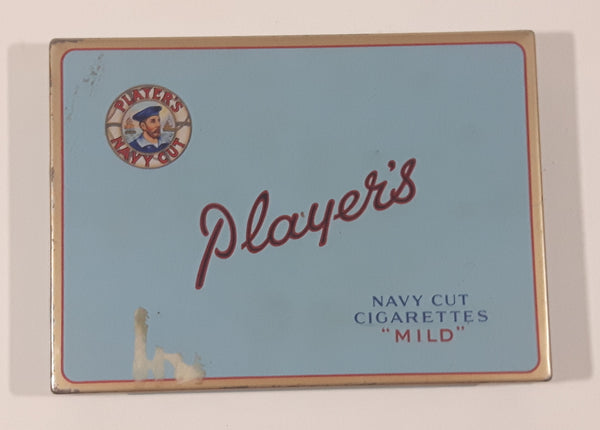 PLAYER'S
NAVY CUT
Player's
NAVY CUT
CIGARETTES
"MILD"